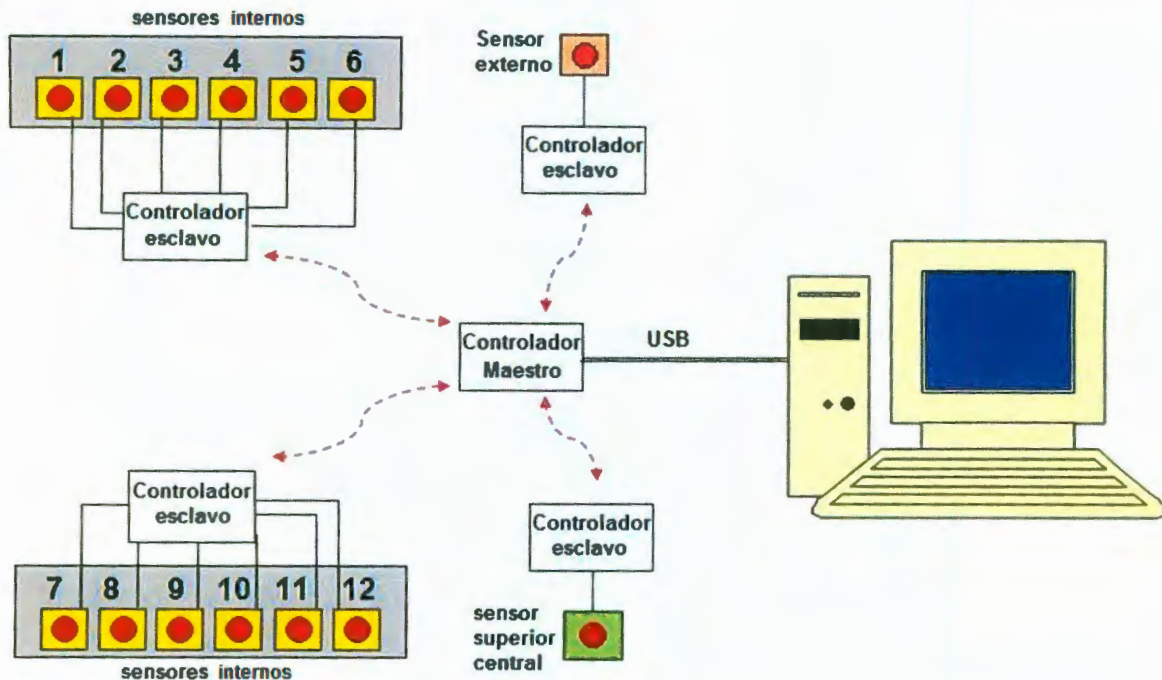 sensores internos
1 2 3 4 5 6
Controlador
esclavo
Sensor
externo
Controlador
esclavo
Controlador
Maestro
USB
Controlador
esclavo
7 8 9 10 11 12
sensores internos
Controlador
esclavo
sensor
superior
central